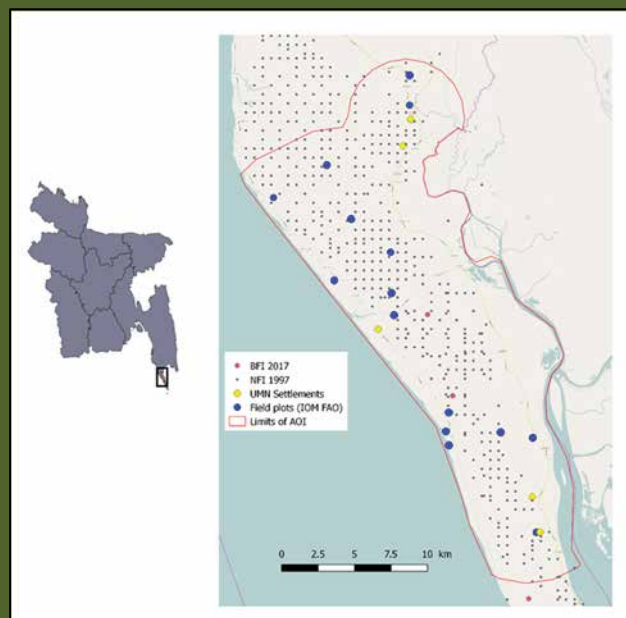 BFI 2017
NFI 1997
UMN Settlements
Field plots (IOM FAO)
Limits of AOI
0 2.5 5 7.5 10 km